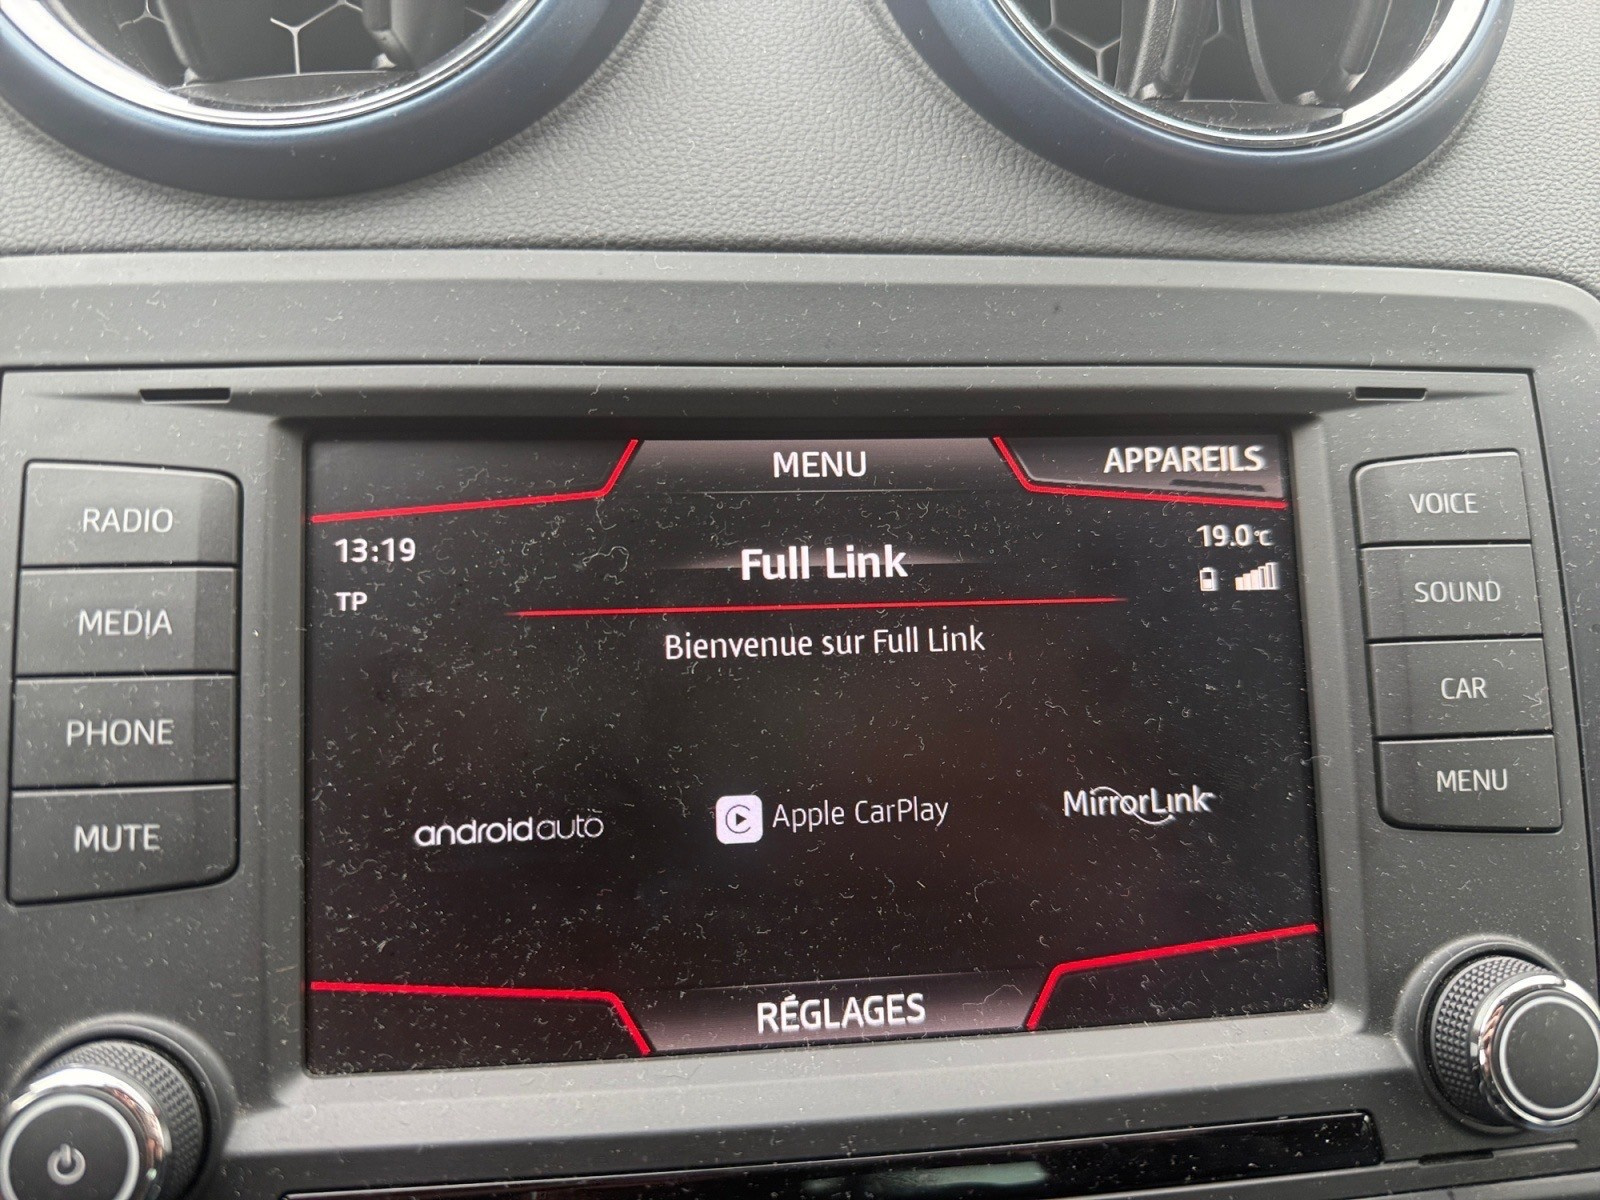 MENU
APPAREILS
RADIO
MEDIA
PHONE
MUTE
13:19
TP
Full Link
19.0°C
Bienvenue sur Full Link
androidauto
Apple CarPlay
MirrorLink
RÉGLAGES
VOICE
SOUND
CAR
MENU